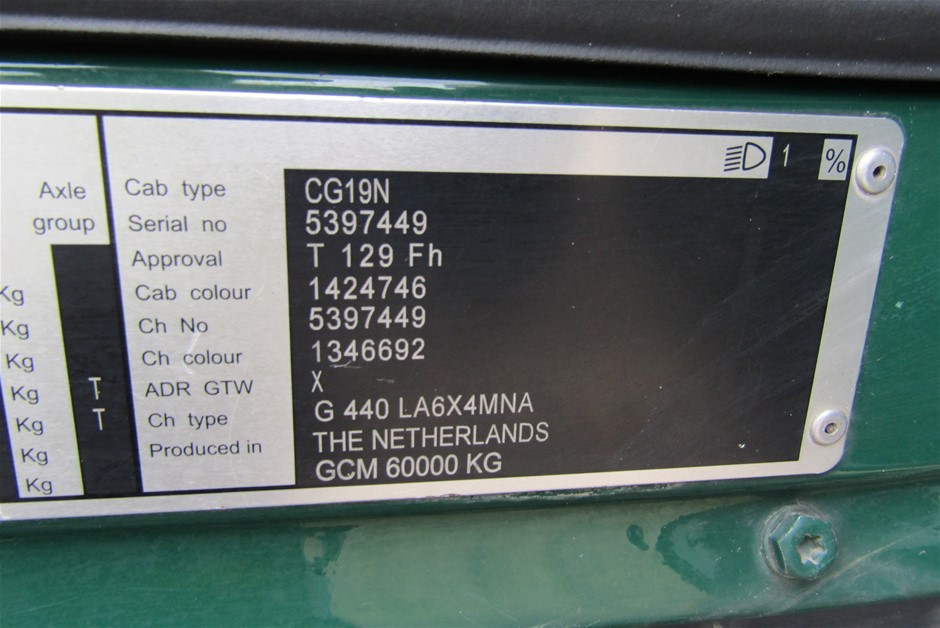 1 %
Axle Cab type CG19N
group Serial no 5397449
Approval T 129 Fh
Kg Cab colour 1424746
Kg Ch No 5397449
Kg Ch colour 1346692
Kg T ADR GTW X
Kg T Ch type G 440 LA6X4MNA
Kg Produced in THE NETHERLANDS
Kg GCM 60000 KG